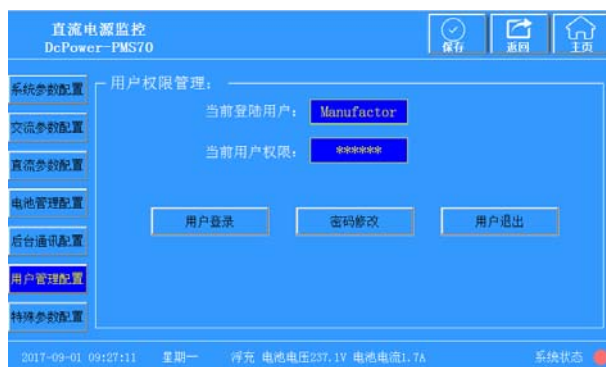 直流电源监控
DcPower-PMS70
保存
返回
主页
系统参数配置
交流参数配置
直流参数配置
电池管理配置
后台通讯配置
用户管理配置
特殊参数配置
用户权限管理：
当前登陆用户： Manufactor
当前用户权限： ******
用户登录 密码修改 用户退出
2017-09-01 09:27:11 星期一 浮充 电池电压237.1V 电池电流1.7A 系统状态